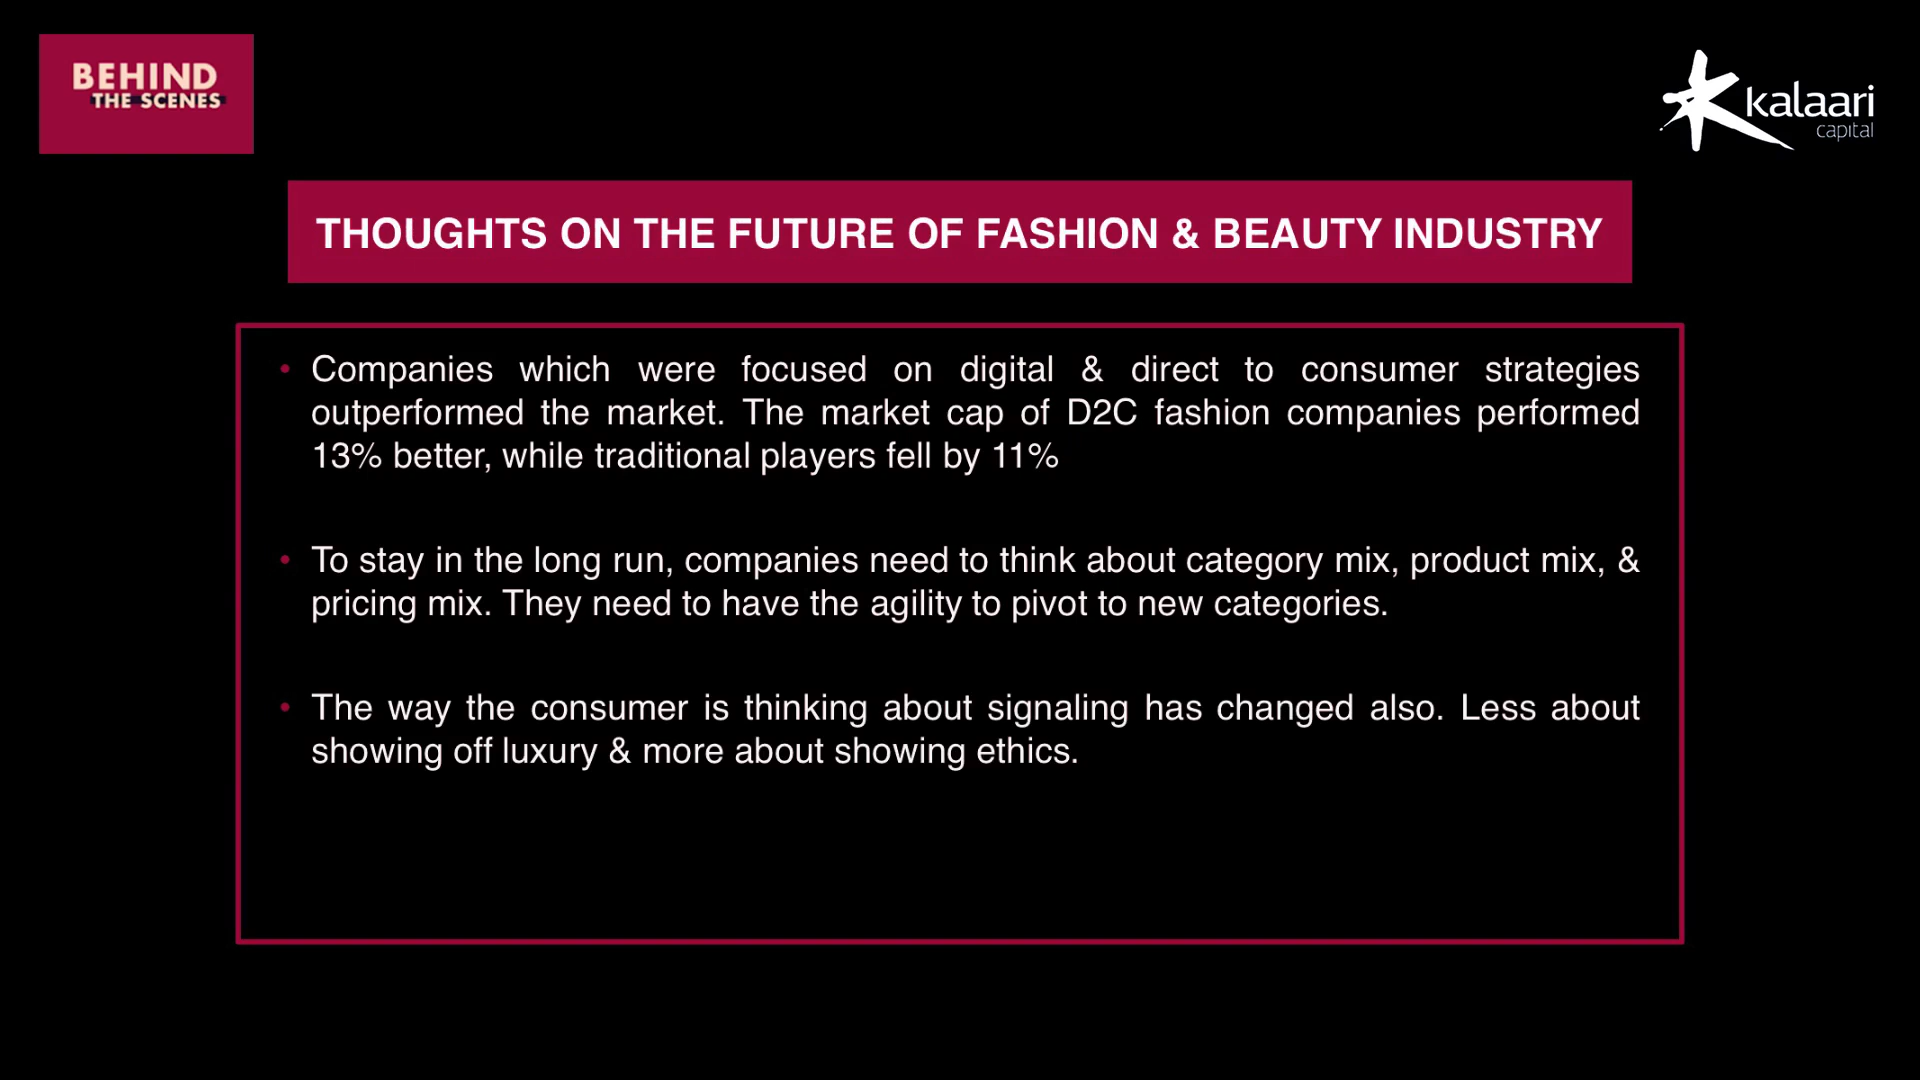 BEHIND
THE SCENES
kalaari
capital
THOUGHTS ON THE FUTURE OF FASHION & BEAUTY INDUSTRY
• Companies which were focused on digital & direct to consumer strategies
outperformed the market. The market cap of D2C fashion companies performed
13% better, while traditional players fell by 11%
• To stay in the long run, companies need to think about category mix, product mix, &
pricing mix. They need to have the agility to pivot to new categories.
• The way the consumer is thinking about signaling has changed also. Less about
showing off luxury & more about showing ethics.